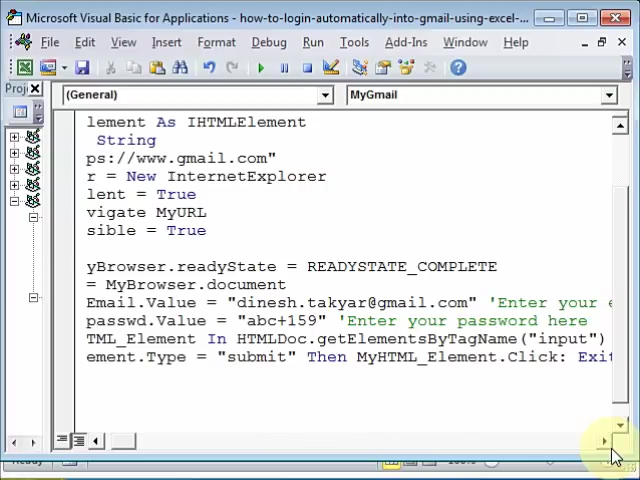 Microsoft Visual Basic for Applications - how-to-login-automatically-into-gmail-using-excel-...
File Edit View Insert Format Debug Run Tools Add-Ins Window Help
Proj
(General) MyGmail
lement As IHTMLElement
String
ps://www.gmail.com"
r = New InternetExplorer
lent = True
vigate MyURL
sible = True
yBrowser.readyState = READYSTATE_COMPLETE
= MyBrowser.document
Email.Value = "dinesh.takyar@gmail.com" 'Enter your e
passwd.Value = "abc+159" 'Enter your password here
TML_Element In HTMLDoc.getElementsByTagName("input")
ement.Type = "submit" Then MyHTML_Element.Click: Exit
Ready